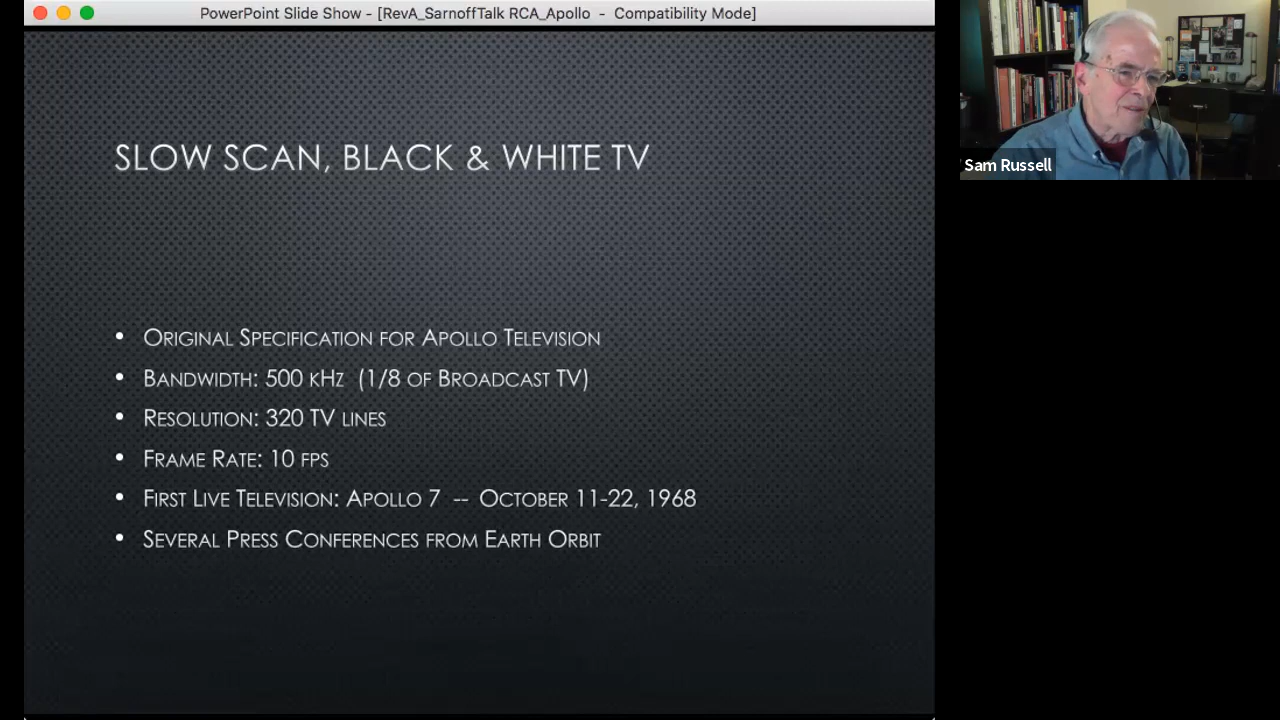 PowerPoint Slide Show - [RevA_SarnoffTalk RCA_Apollo - Compatibility Mode]
SLOW SCAN, BLACK & WHITE TV
• ORIGINAL SPECIFICATION FOR APOLLO TELEVISION
• BANDWIDTH: 500 KHZ (1/8 OF BROADCAST TV)
• RESOLUTION: 320 TV LINES
• FRAME RATE: 10 FPS
• FIRST LIVE TELEVISION: APOLLO 7 -- OCTOBER 11-22, 1968
• SEVERAL PRESS CONFERENCES FROM EARTH ORBIT
Sam Russell